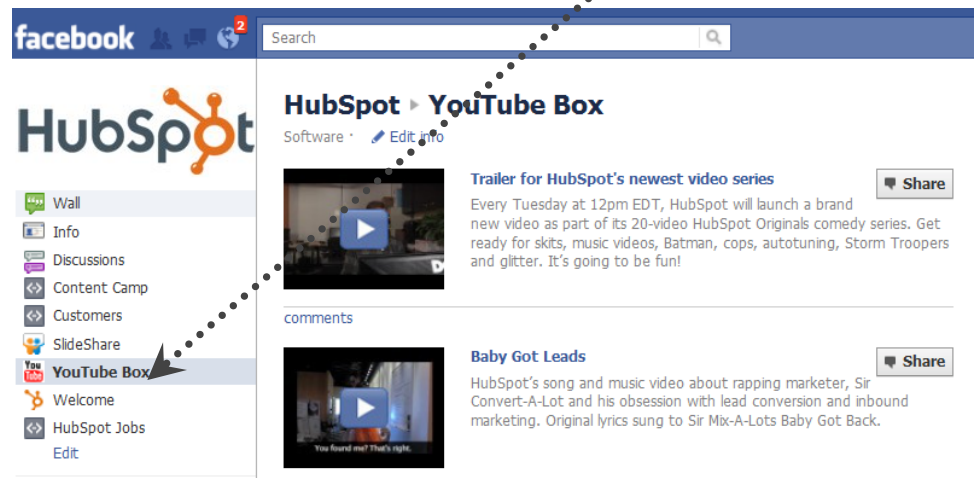 facebook
2
Search
HubSpot
Wall
Info
Discussions
Content Camp
Customers
SlideShare
You
Tube
YouTube Box
Welcome
HubSpot Jobs
Edit
HubSpot ▸ YouTube Box
Software · Edit info
Trailer for HubSpot's newest video series
Share
Every Tuesday at 12pm EDT, HubSpot will launch a brand
new video as part of its 20-video HubSpot Originals comedy series. Get
ready for skits, music videos, Batman, cops, autotuning, Storm Troopers
and glitter. It's going to be fun!
comments
You found me? That's right.
Baby Got Leads
Share
HubSpot's song and music video about rapping marketer, Sir
Convert-A-Lot and his obsession with lead conversion and inbound
marketing. Original lyrics sung to Sir Mix-A-Lots Baby Got Back.